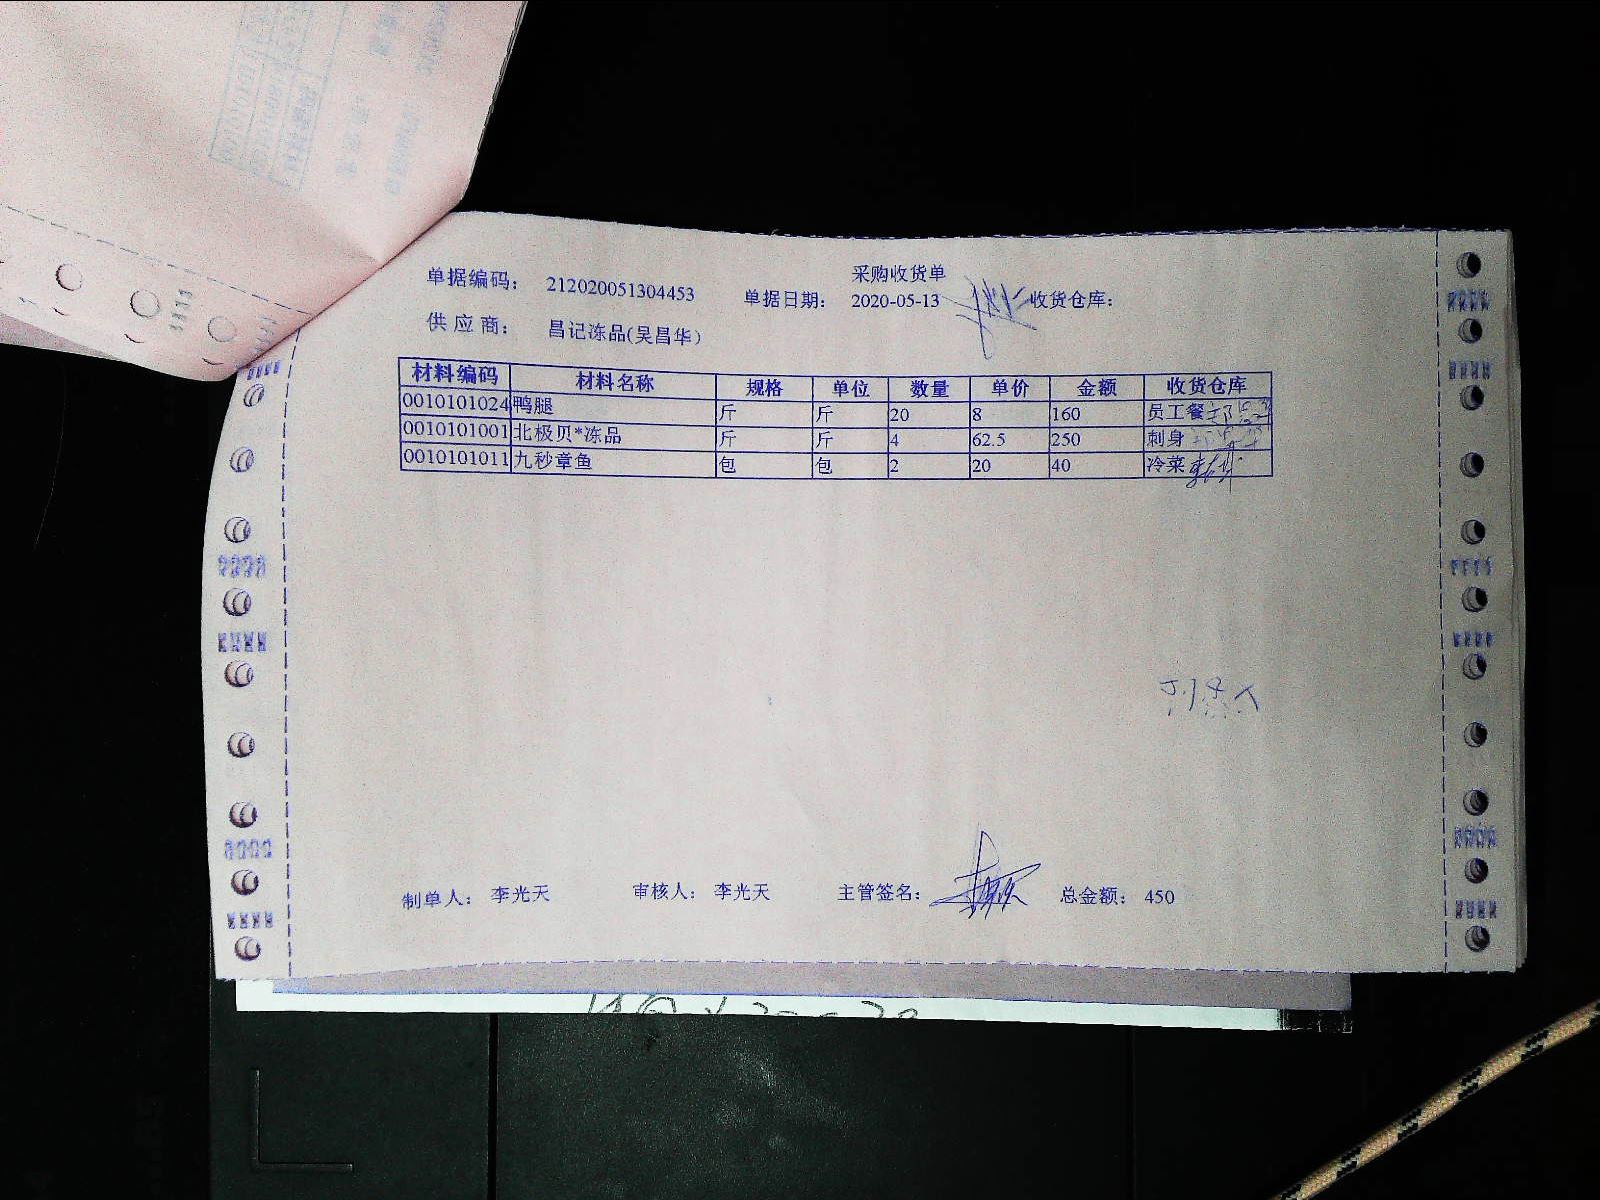 采购收货单
单据编码： 212020051304453 单据日期： 2020-05-13 收货仓库：
供应商： 昌记冻品(吴昌华)
材料编码 材料名称 规格 单位 数量 单价 金额 收货仓库
0010101024 鸭腿 斤 斤 20 8 160 员工餐
0010101001 北极贝*冻品 斤 斤 4 62.5 250 刺身
0010101011 九秒章鱼 包 包 2 20 40 冷菜
制单人： 李光天 审核人： 李光天 主管签名： 总金额： 450